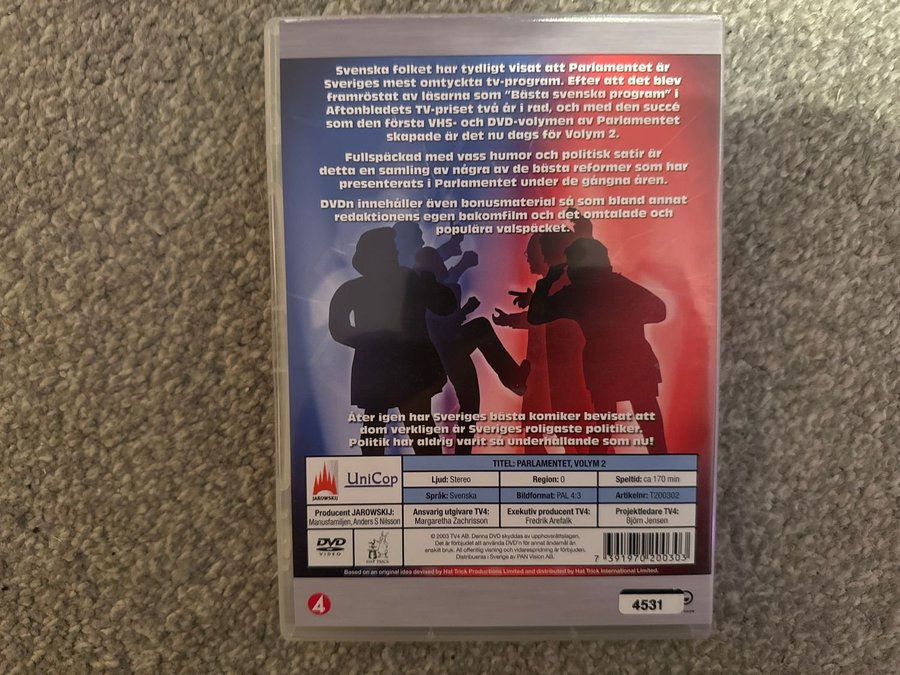 Svenska folket har tydligt visat att Parlamentet är
Sveriges mest omtyckta tv-program. Efter att det blev
framröstat av läsarna som "Bästa svenska program" i
Aftonbladets TV-priset två år i rad, och med den succé
som den första VHS- och DVD-volymen av Parlamentet
skapade är det nu dags för Volym 2.
Fullspäckad med vass humor och politisk satir är
detta en samling av några av de bästa reformer som har
presenterats i Parlamentet under de gångna åren.
DVDn innehåller även bonusmaterial så som bland annat
redaktionens egen bakomfilm och det omtalade och
populära valspäcket.
Åter igen har Sveriges bästa komiker bevisat att
dom verkligen är Sveriges roligaste politiker.
Politik har aldrig varit så underhållande som nu!
JAROWSKIJ
UniCop
TITEL: PARLAMENTET, VOLYM 2
Ljud: Stereo
Region: 0
Speltid: ca 170 min
Språk: Svenska
Bildformat: PAL 4:3
Artikelnr: T200302
Producent JAROWSKIJ:
Manusfamiljen, Anders S Nilsson
Ansvarig utgivare TV4:
Margaretha Zachrisson
Exekutiv producent TV4:
Fredrik Arefalk
Projektledare TV4:
Björn Jensen
DVD
VIDEO
HAT TRICK
© 2003 TV4 AB. Denna DVD skyddas av upphovsrättslagen.
Det är förbjudet att använda DVD'n för annat ändamål än
enskilt bruk. All offentlig visning och vidarespridning är förbjuden.
Distribueras i Sverige av PAN Vision AB.
7 391970 200303
Based on an original idea devised by Hat Trick Productions Limited and distributed by Hat Trick International Limited.
4
4531